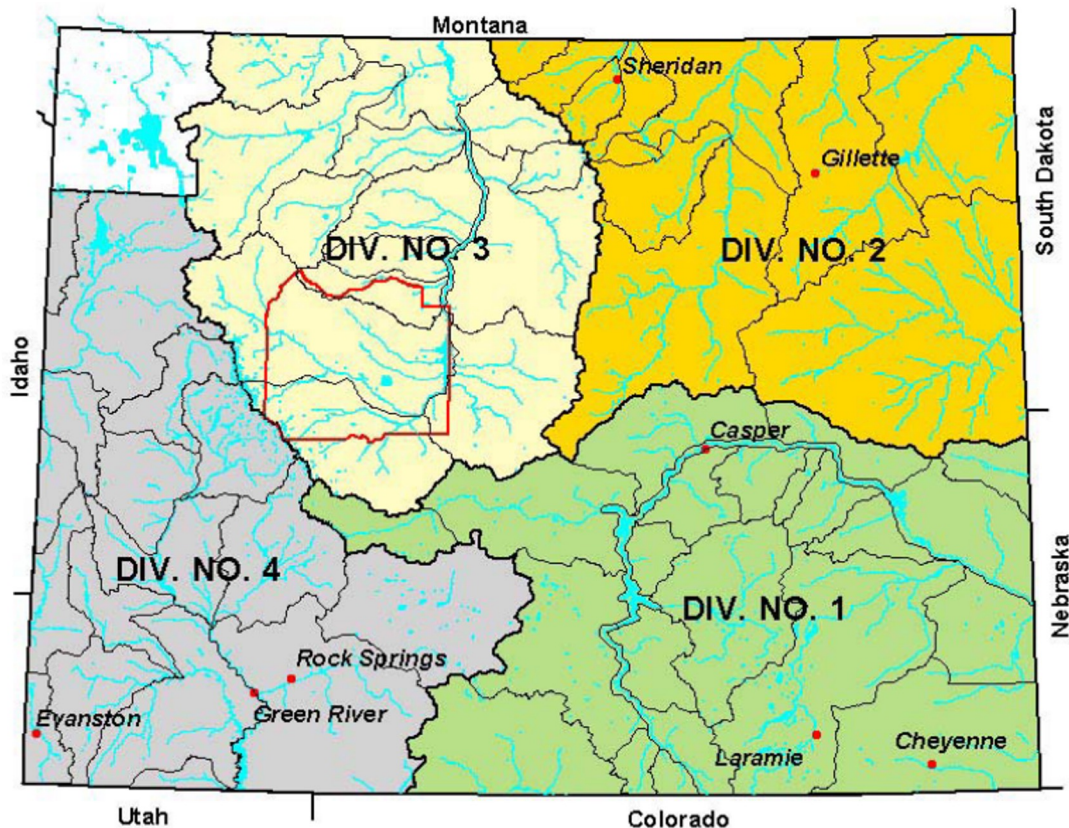 Montana
Sheridan
Gillette
South Dakota
DIV. NO. 3
DIV. NO. 2
Idaho
Casper
DIV. NO. 4
DIV. NO. 1
Nebraska
Rock Springs
Evanston
Green River
Laramie
Cheyenne
Utah
Colorado